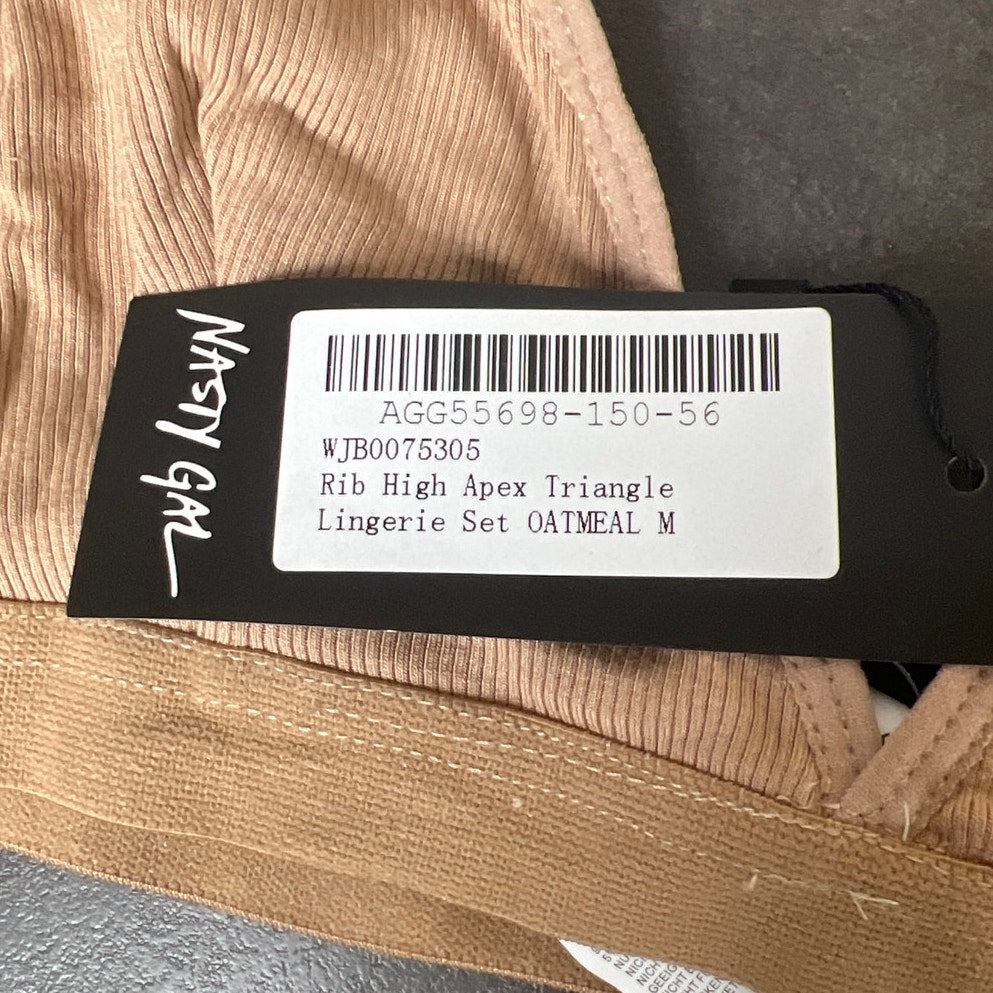 NASTY GAL
AGG55698-150-56
WJB0075305
Rib High Apex Triangle
Lingerie Set OATMEAL M